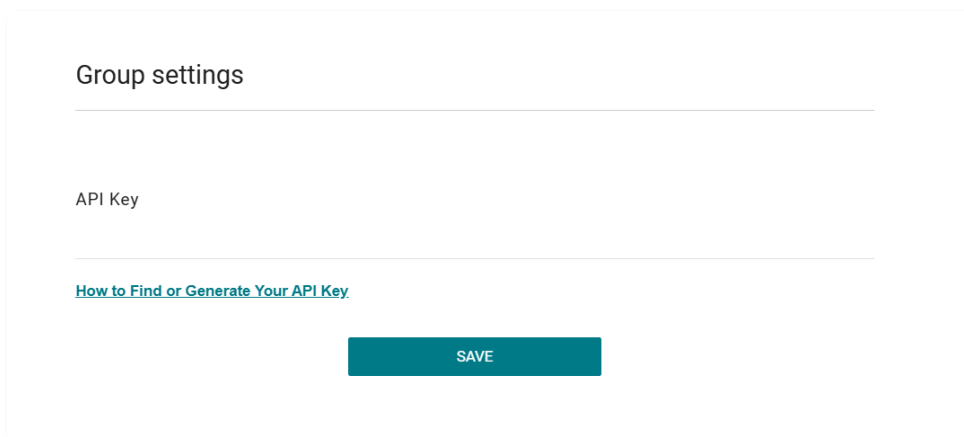 Group settings
API Key
How to Find or Generate Your API Key
SAVE